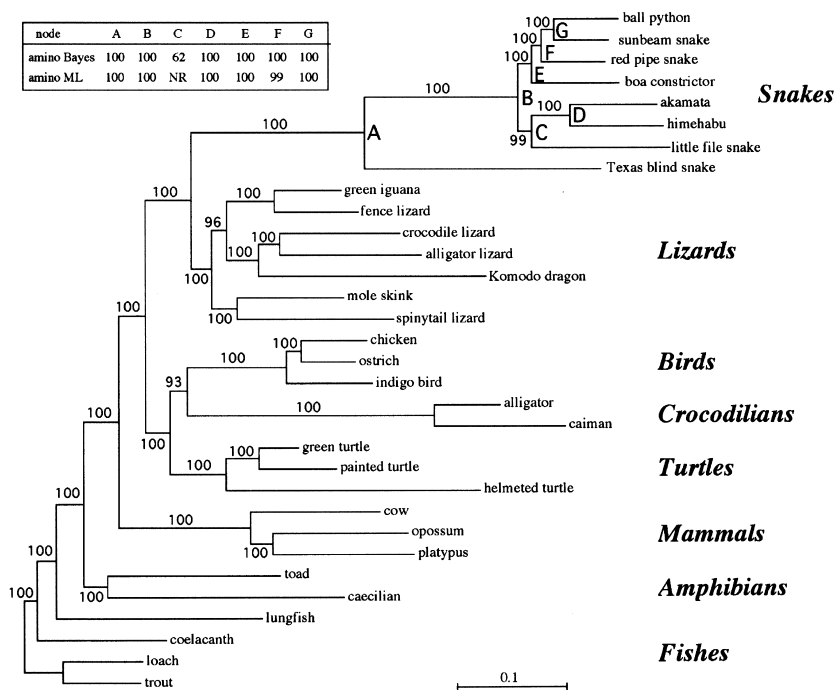 node A B C D E F G
amino Bayes 100 100 62 100 100 100 100
amino ML 100 100 NR 100 100 99 100
100 ball python
G
100 sunbeam snake
F
100 red pipe snake
E
boa constrictor
Snakes
100
B
100 akamata
D
himehabu
C
99
little file snake
100
A
Texas blind snake
100
100 green iguana
96
fence lizard
crocodile lizard
100
100 alligator lizard
Lizards
100
Komodo dragon
mole skink
100
spinytail lizard
100
100 chicken
100 ostrich
Birds
93
indigo bird
alligator
100
Crocodilians
caiman
100
100
green turtle
100
100 painted turtle
Turtles
helmeted turtle
cow
100
opossum
Mammals
100
platypus
100
toad
100
Amphibians
caecilian
100
lungfish
100
coelacanth
Fishes
loach
trout
0.1